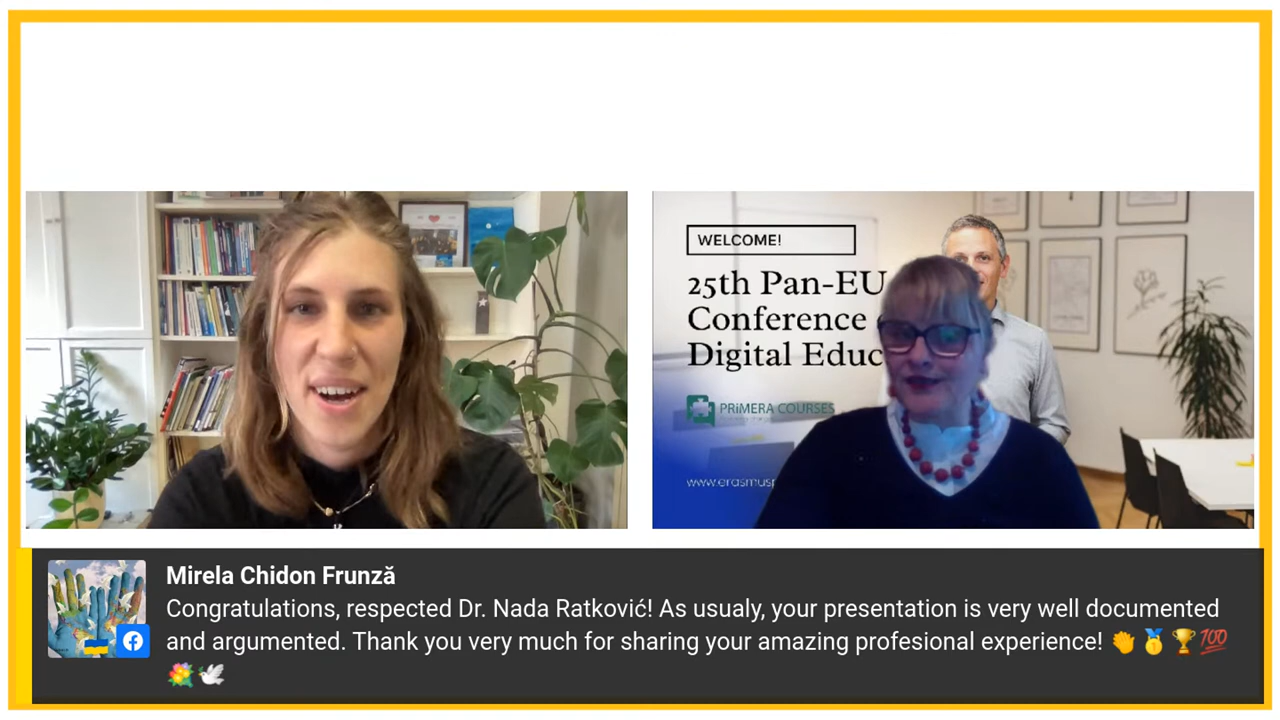 WELCOME!
25th Pan-EU
Conference
Digital Educ
PRiMERA COURSES
www.erasmusp
Mirela Chidon Frunză
Congratulations, respected Dr. Nada Ratković! As usualy, your presentation is very well documented
and argumented. Thank you very much for sharing your amazing profesional experience! 👏🥇🏆💯
💐🕊️